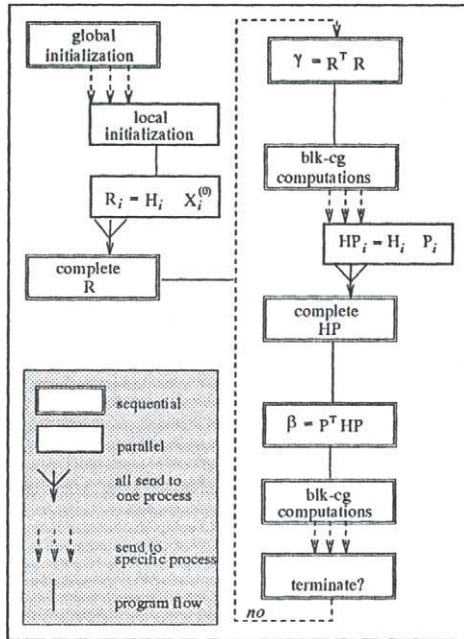 global
initialization
local
initialization
R_i = H_i X_i^(0)
complete
R
sequential
parallel
all send to
one process
send to
specific process
program flow
γ = R^T R
blk-cg
computations
HP_i = H_i P_i
complete
HP
β = P^T HP
blk-cg
computations
terminate?
no